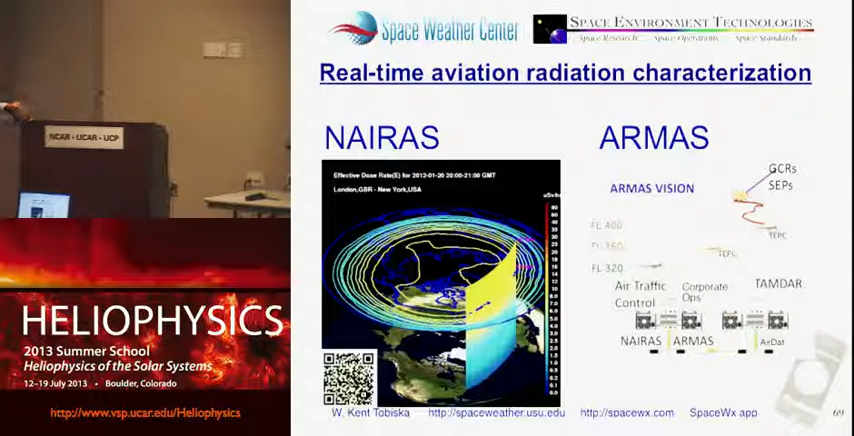 NCAR - UCAR - UCP
HELIOPHYSICS
2013 Summer School
Heliophysics of the Solar Systems
12–19 July 2013 • Boulder, Colorado
http://www.vsp.ucar.edu/Heliophysics
Space Weather Center
SPACE ENVIRONMENT TECHNOLOGIES
Space Research Space Operations Space Standards
Real-time aviation radiation characterization
NAIRAS
Effective Dose Rate(E) for 2012-01-20 20:00-21:00 GMT
London,GBR - New York,USA
ARMAS
ARMAS VISION
GCRs
SEPs
FL 400
TEPC
TEPC
FL 320
Air Traffic
Control
Corporate
Ops
TAMDAR
NAIRAS
ARMAS
AirDat
W. Kent Tobiska http://spaceweather.usu.edu http://spacewx.com SpaceWx app
69